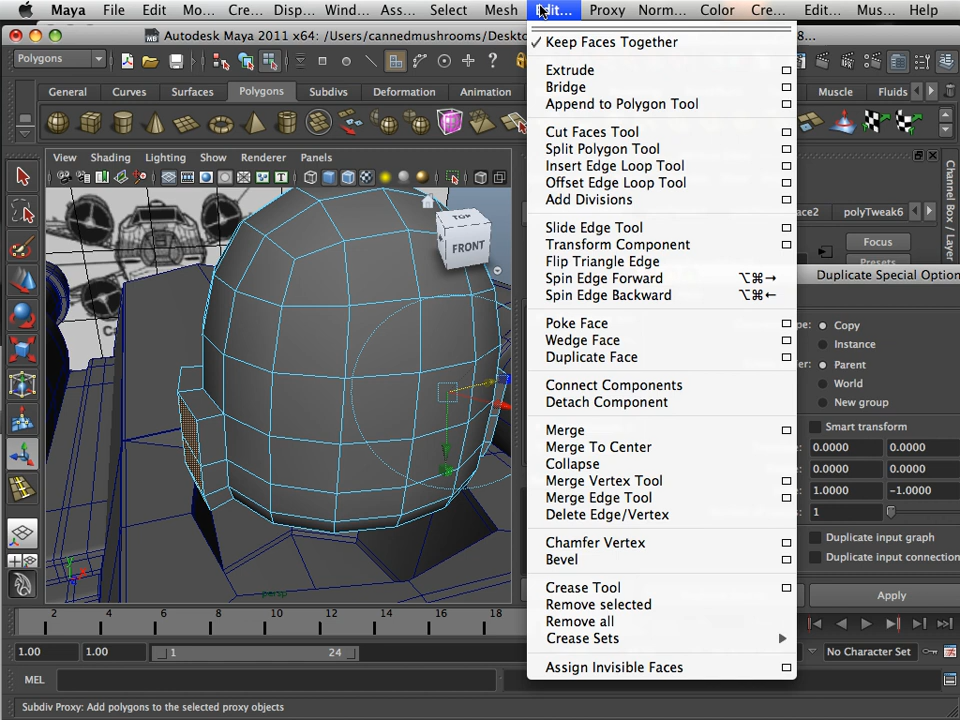 Maya File Edit Mo... Cre... Disp... Wind... Ass... Select Mesh Edit... Proxy Norm... Color Cre... Edit... Mus... Help
Autodesk Maya 2011 x64: /Users/cannedmushrooms/Deskto
8...
Polygons
General Curves Surfaces Polygons Subdivs Deformation Animation
Muscle Fluids
View Shading Lighting Show Renderer Panels
TOP
FRONT
Keep Faces Together
Extrude
Bridge
Append to Polygon Tool
Cut Faces Tool
Split Polygon Tool
Insert Edge Loop Tool
Offset Edge Loop Tool
Add Divisions
Slide Edge Tool
Transform Component
Flip Triangle Edge
Spin Edge Forward ⌥⌘→
Spin Edge Backward ⌥⌘←
Poke Face
Wedge Face
Duplicate Face
Connect Components
Detach Component
Merge
Merge To Center
Collapse
Merge Vertex Tool
Merge Edge Tool
Delete Edge/Vertex
Chamfer Vertex
Bevel
Crease Tool
Remove selected
Remove all
Crease Sets
Assign Invisible Faces
ace2 polyTweak6
Focus
Presets
Channel Box / Layer
Duplicate Special Option
Copy
Instance
Parent
World
New group
Smart transform
0.0000 0.0000
0.0000 0.0000
1.0000 -1.0000
1
Duplicate input graph
Duplicate input connection
Apply
persp
2 4 6 8 10 12 14 16 18
1.00 1.00 1 24
No Character Set
MEL
Subdiv Proxy: Add polygons to the selected proxy objects